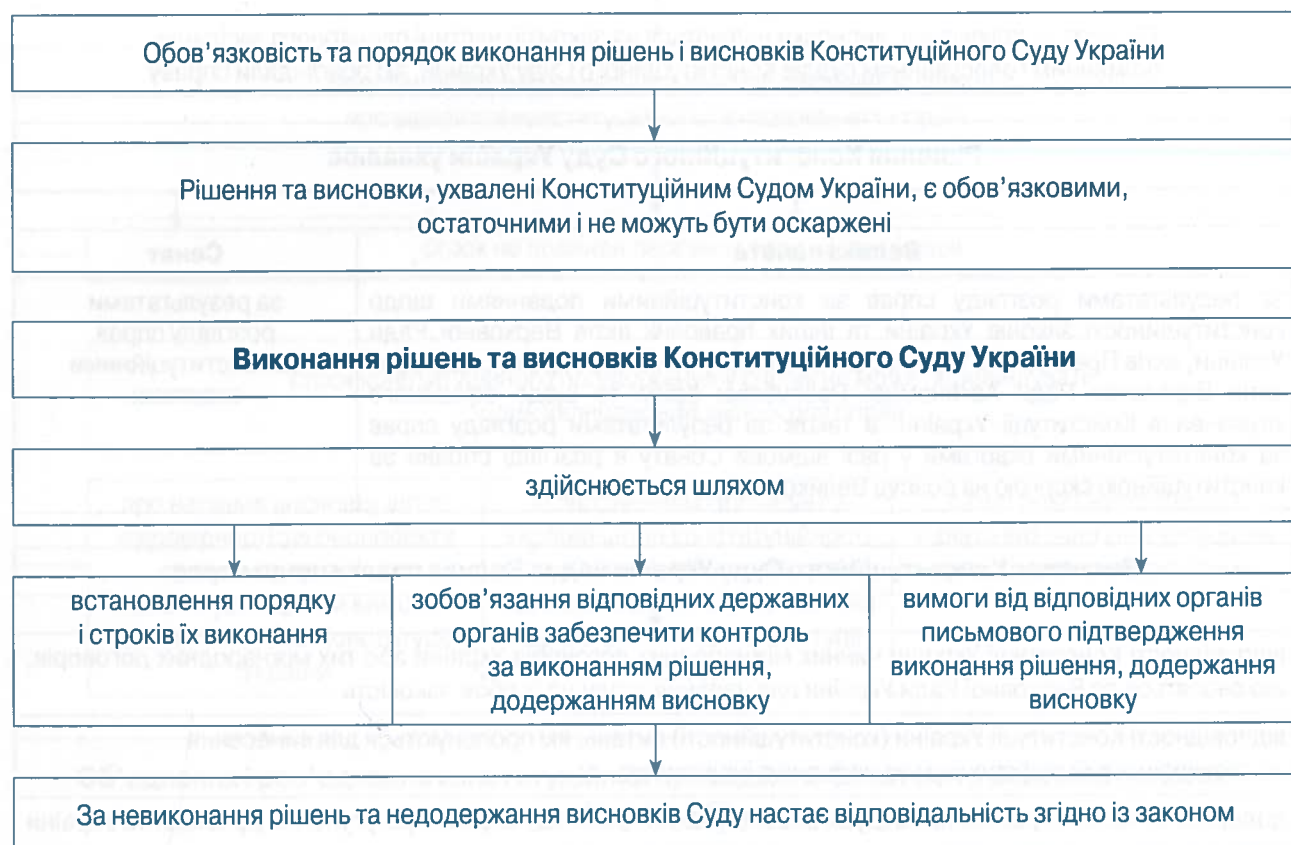 Обов’язковість та порядок виконання рішень і висновків Конституційного Суду України
Рішення та висновки, ухвалені Конституційним Судом України, є обов’язковими,
остаточними і не можуть бути оскаржені
Виконання рішень та висновків Конституційного Суду України
здійснюється шляхом
встановлення порядку
і строків їх виконання
зобов’язання відповідних державних
органів забезпечити контроль
за виконанням рішення,
додержанням висновку
вимоги від відповідних органів
письмового підтвердження
виконання рішення, додержання
висновку
За невиконання рішень та недодержання висновків Суду настає відповідальність згідно із законом